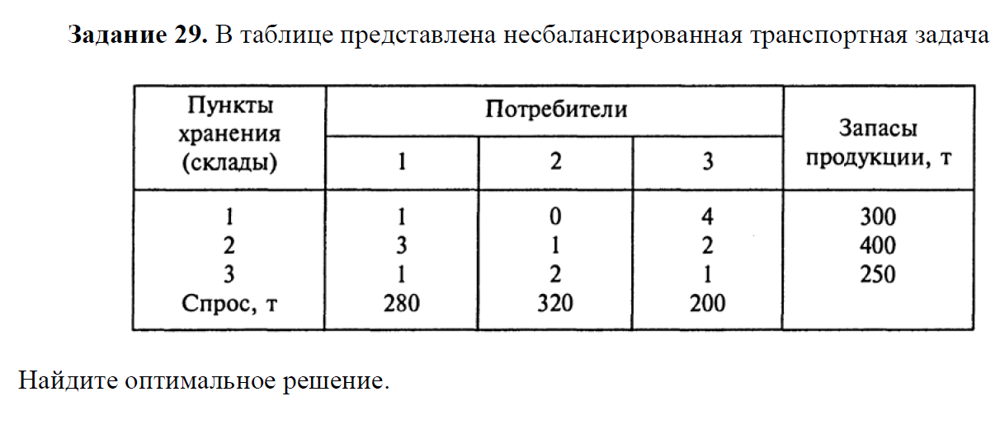 Задание 29. В таблице представлена несбалансированная транспортная задача
Пункты хранения (склады) Потребители Запасы продукции, т
1 2 3
1 1 0 4 300
2 3 1 2 400
3 1 2 1 250
Спрос, т 280 320 200
Найдите оптимальное решение.